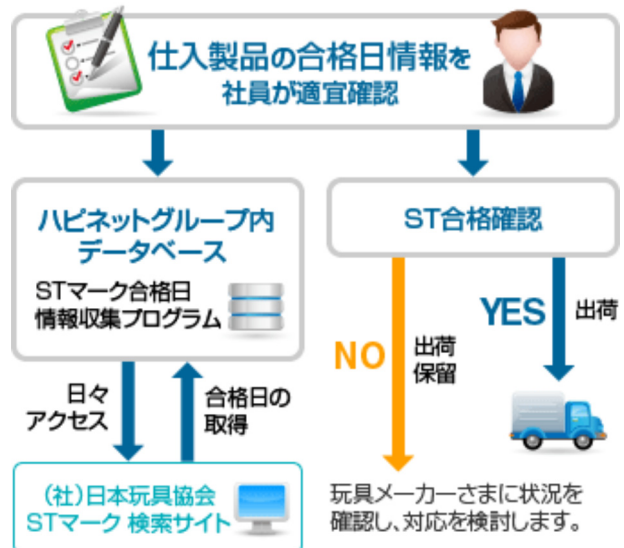 仕入製品の合格日情報を
社員が適宜確認
ハピネットグループ内
データベース
STマーク合格日
情報収集プログラム
日々
アクセス
合格日の
取得
(社)日本玩具協会
STマーク 検索サイト
ST合格確認
NO
出荷
保留
YES
出荷
玩具メーカーさまに状況を
確認し、対応を検討します。